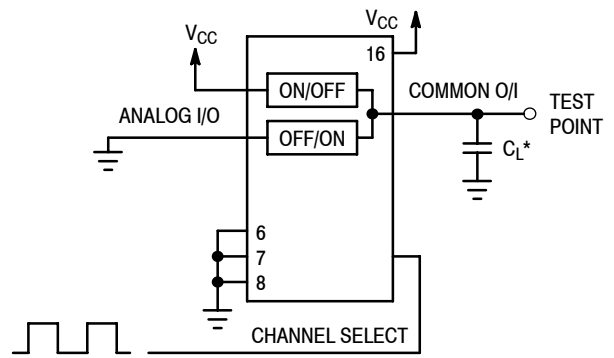 VCC
VCC
16
ON/OFF
COMMON O/I
ANALOG I/O
OFF/ON
TEST
POINT
CL*
6
7
8
CHANNEL SELECT